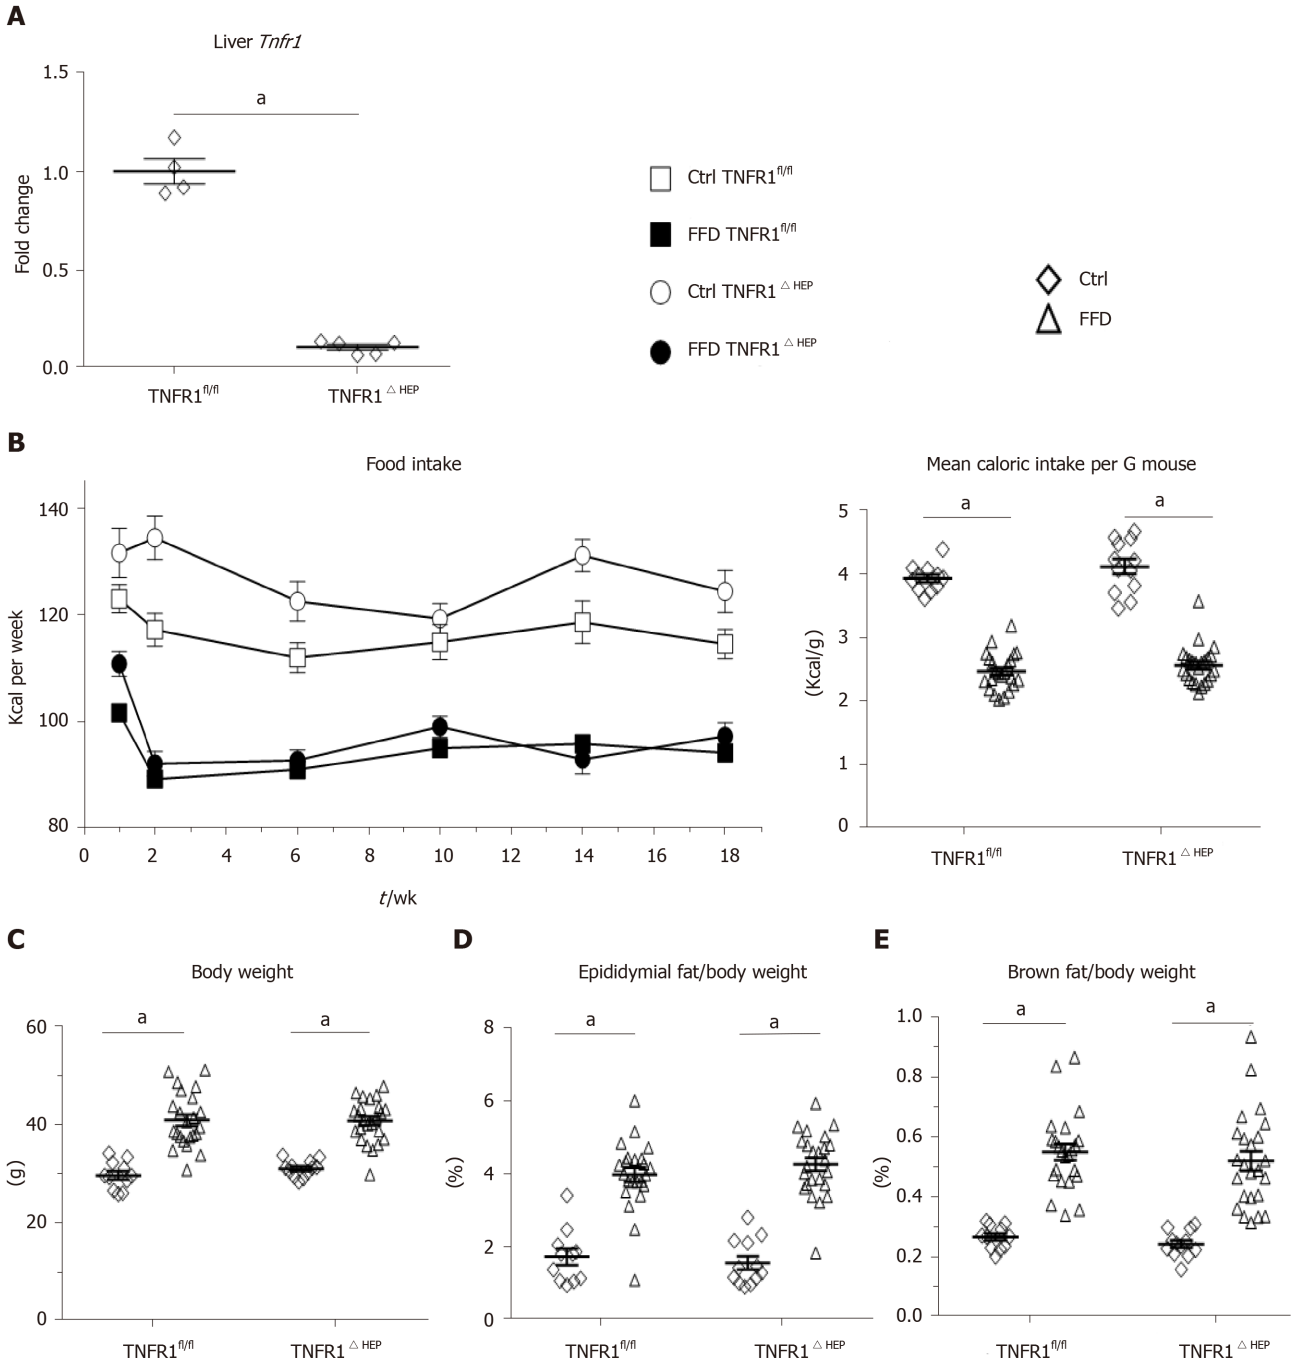 A
Liver Tnfr1
1.5
1.0
0.5
0.0
Fold change
a
TNFR1fl/fl
TNFR1△ HEP
Ctrl TNFR1fl/fl
FFD TNFR1fl/fl
Ctrl TNFR1△ HEP
FFD TNFR1△ HEP
Ctrl
FFD
B
Food intake
140
120
100
80
Kcal per week
0 2 4 6 8 10 12 14 16 18
t/wk
Mean caloric intake per G mouse
5
4
3
2
1
0
(Kcal/g)
a
a
TNFR1fl/fl
TNFR1△ HEP
C
Body weight
60
40
20
0
(g)
a
a
TNFR1fl/fl
TNFR1△ HEP
D
Epididymial fat/body weight
8
6
4
2
0
(%)
a
a
TNFR1fl/fl
TNFR1△ HEP
E
Brown fat/body weight
1.0
0.8
0.6
0.4
0.2
0.0
(%)
a
a
TNFR1fl/fl
TNFR1△ HEP